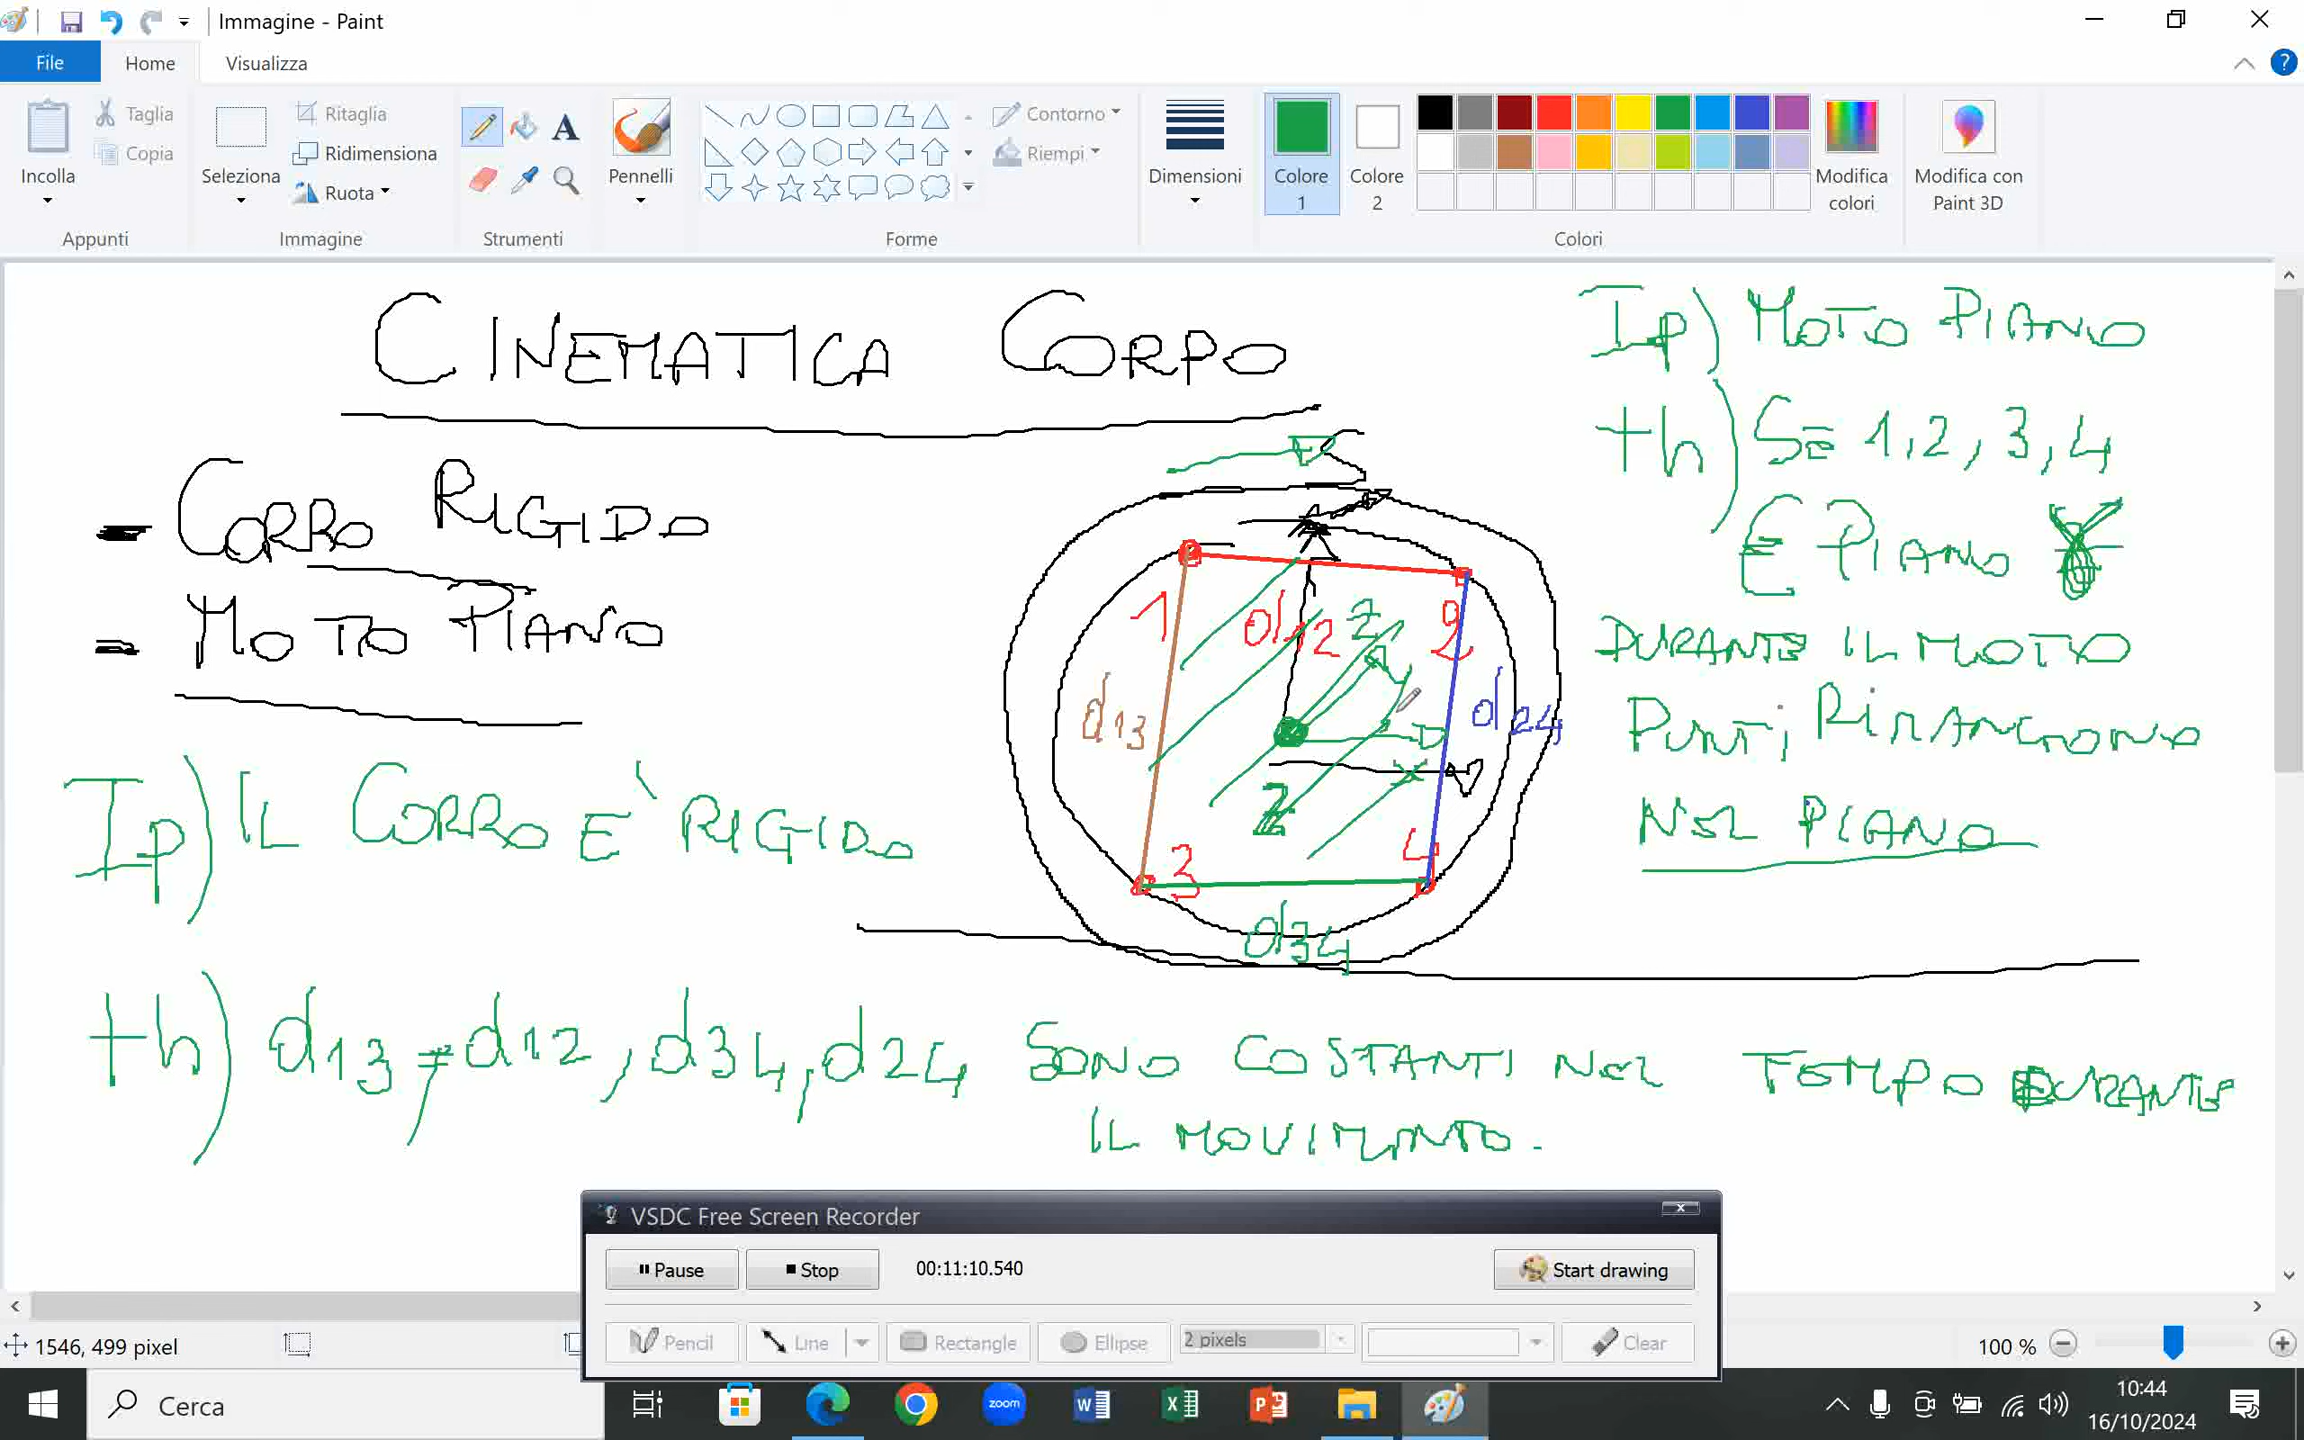 Immagine - Paint
File Home Visualizza
Incolla
Taglia
Copia
Appunti
Seleziona
Ritaglia
Ridimensiona
Ruota
Immagine
A
Strumenti
Pennelli
Forme
Contorno
Riempi
Dimensioni
Colore 1
Colore 2
Colori
Modifica colori
Modifica con Paint 3D
CINEMATICA CORPO
- CORPO RIGIDO
- MOTO PIANO
Ip) IL CORPO E' RIGIDO
th) d13, d12, d34, d24 SONO COSTANTI NEL TEMPO DURANTE
IL MOVIMENTO.
1
d12
2
d13
d24
x
Z
3
4
d34
Ip) MOTO PIANO
th) SE 1, 2, 3, 4
E PIANO
DURANTE IL MOTO
PUNTI RIMANGONO
NEL PIANO
VSDC Free Screen Recorder
Pause
Stop
00:11:10.540
Start drawing
Pencil
Line
Rectangle
Ellipse
2 pixels
Clear
1546, 499 pixel
100 %
Cerca
zoom
10:44
16/10/2024